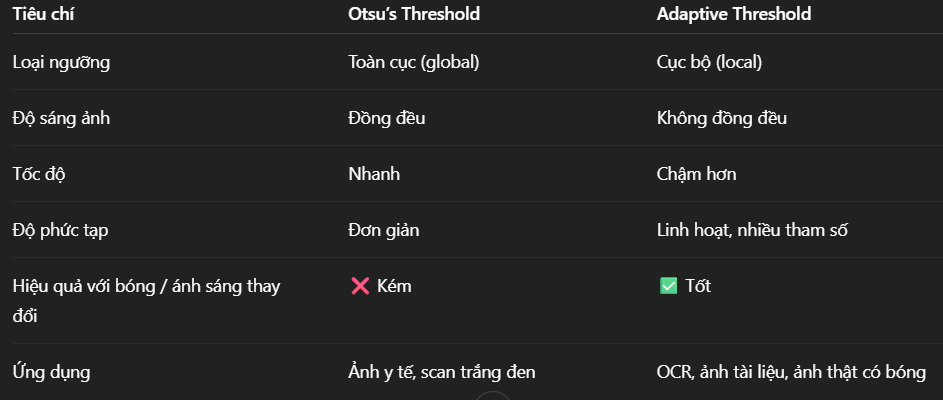 Tiêu chí Otsu’s Threshold Adaptive Threshold
Loại ngưỡng Toàn cục (global) Cục bộ (local)
Độ sáng ảnh Đồng đều Không đồng đều
Tốc độ Nhanh Chậm hơn
Độ phức tạp Đơn giản Linh hoạt, nhiều tham số
Hiệu quả với bóng / ánh sáng thay ❌ Kém ✅ Tốt
đổi
Ứng dụng Ảnh y tế, scan trắng đen OCR, ảnh tài liệu, ảnh thật có bóng